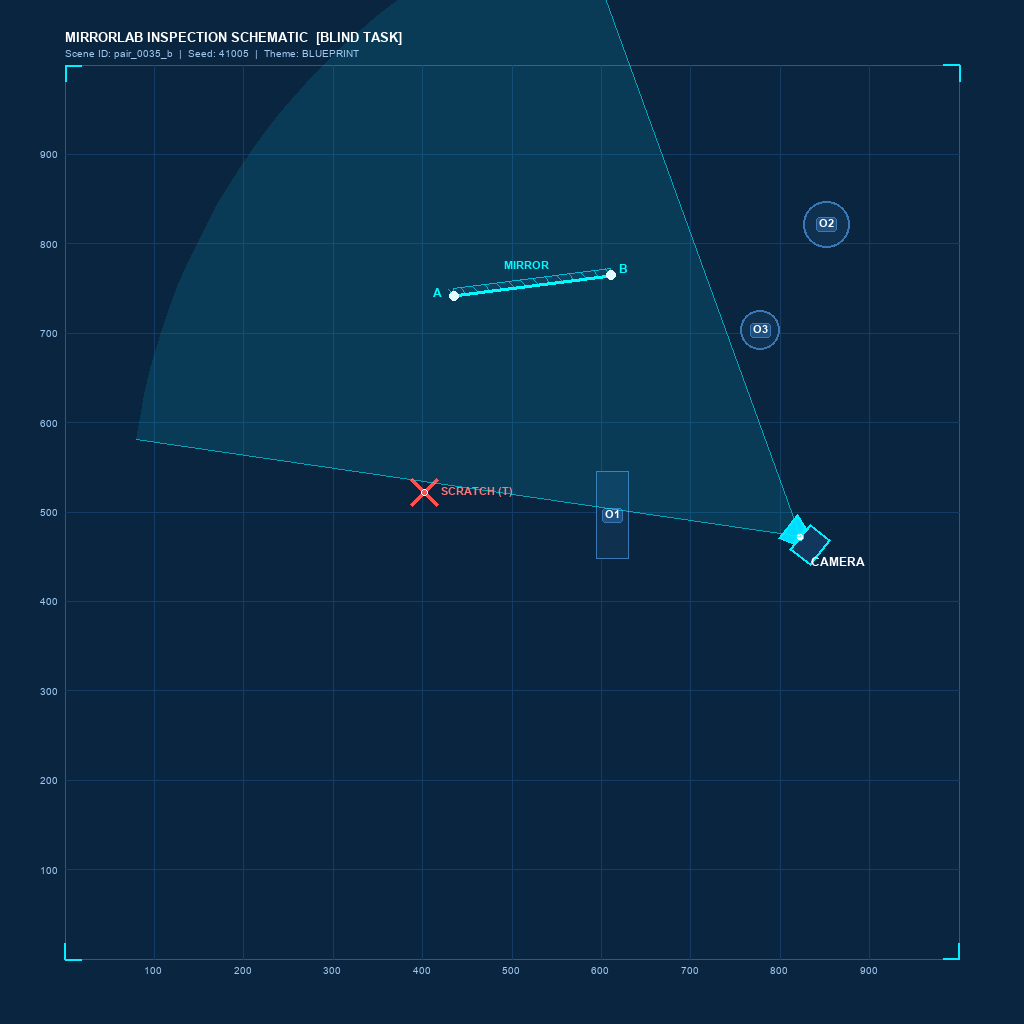 MIRRORLAB INSPECTION SCHEMATIC [BLIND TASK]
Scene ID: pair_0035_b | Seed: 41005 | Theme: BLUEPRINT
900
800
700
600
500
400
300
200
100
O2
MIRROR
B
A
O3
SCRATCH (T)
O1
CAMERA
100 200 300 400 500 600 700 800 900